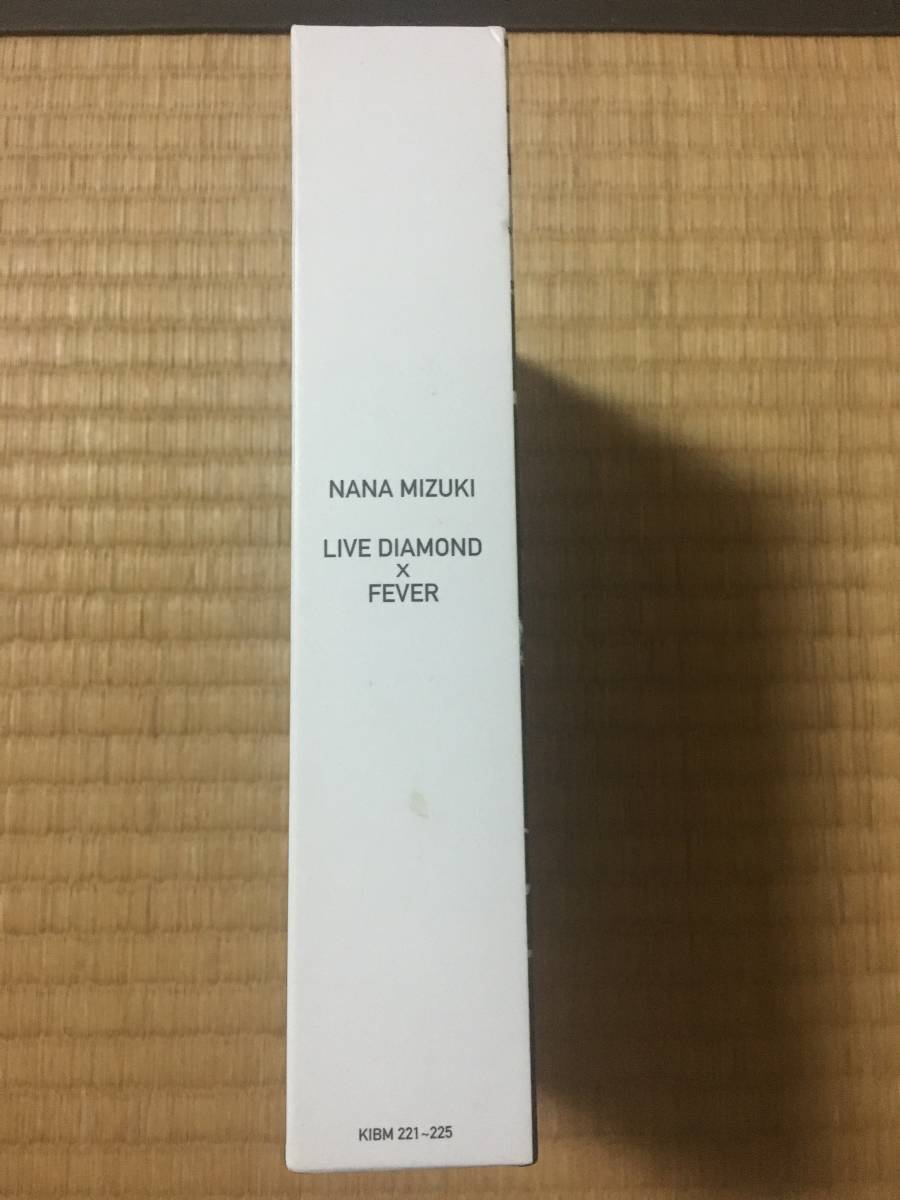 NANA MIZUKI
LIVE DIAMOND
×
FEVER
KIBM 221~225